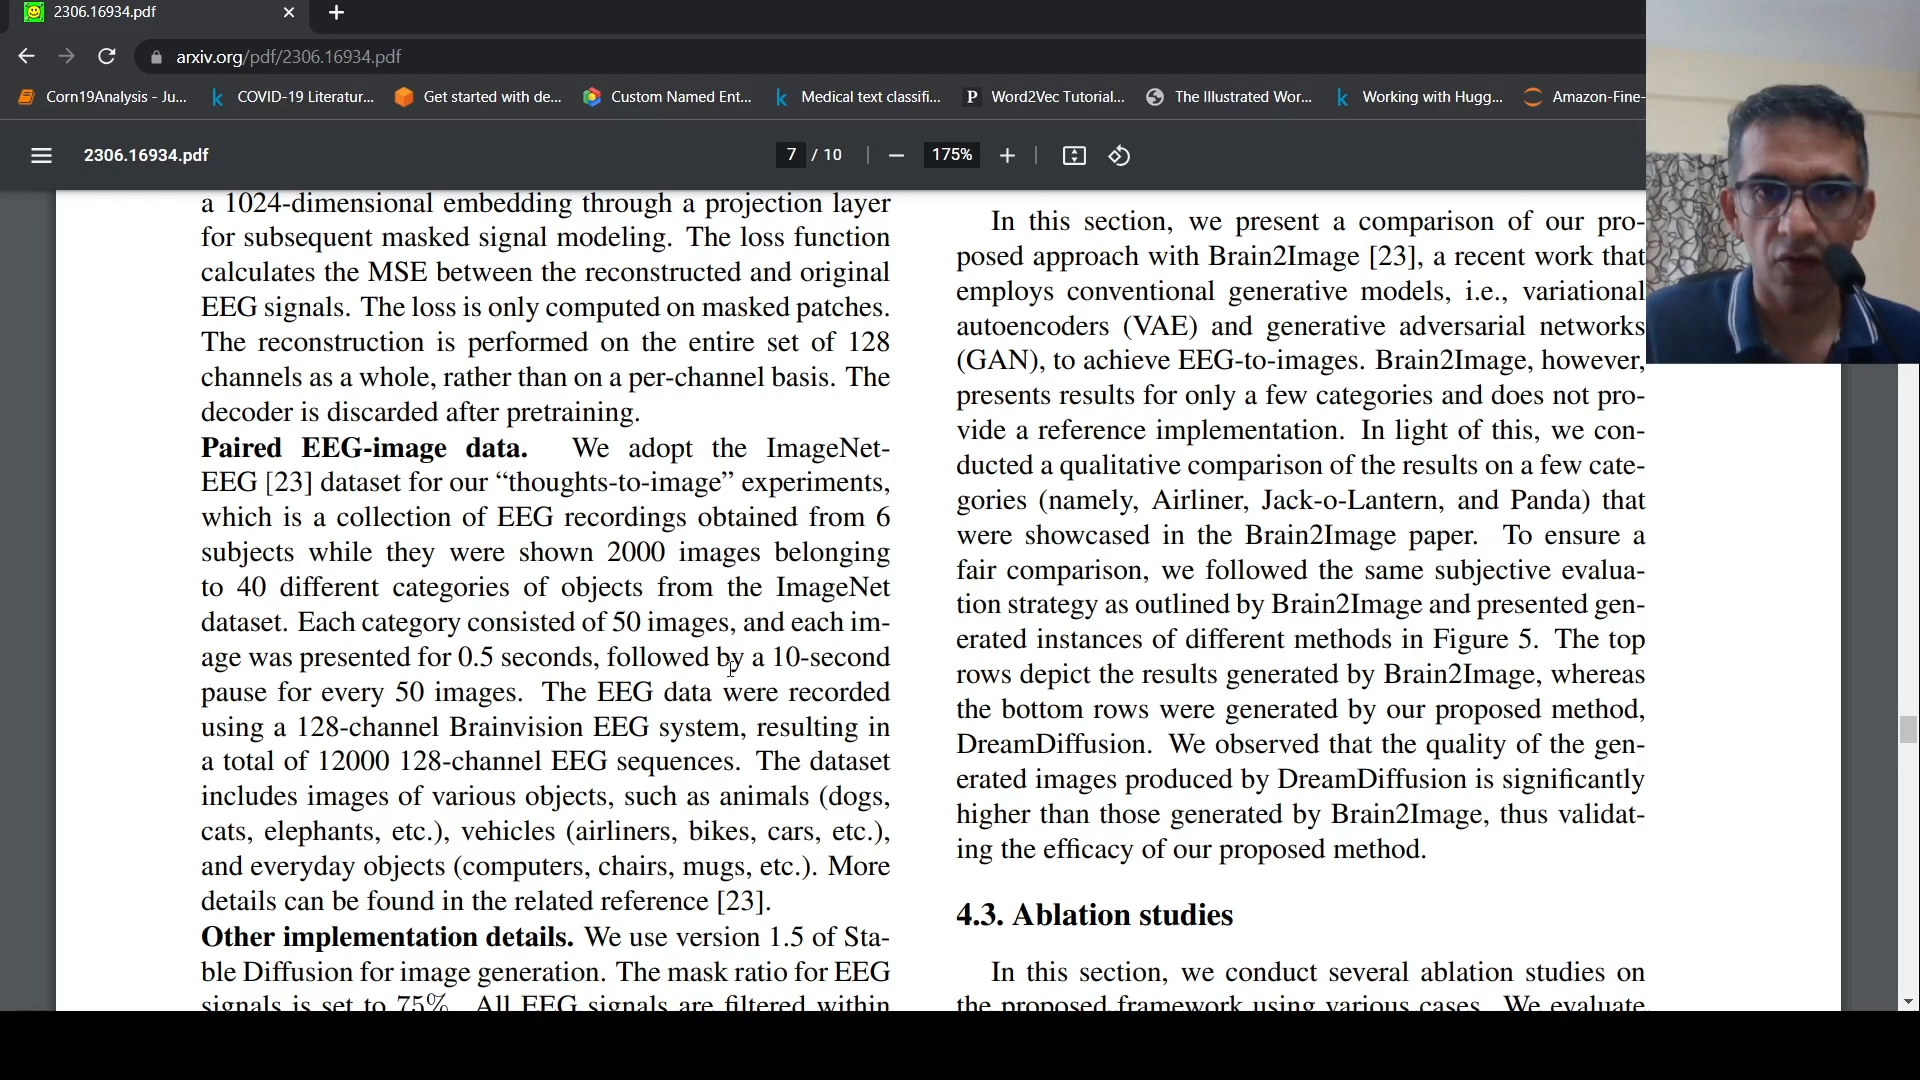 2306.16934.pdf
arxiv.org/pdf/2306.16934.pdf
Corn19Analysis - Ju...
COVID-19 Literatur...
Get started with de...
Custom Named Ent...
Medical text classifi...
Word2Vec Tutorial...
The Illustrated Wor...
Working with Hugg...
Amazon-Fine-
2306.16934.pdf
7 / 10
175%
a 1024-dimensional embedding through a projection layer
for subsequent masked signal modeling. The loss function
calculates the MSE between the reconstructed and original
EEG signals. The loss is only computed on masked patches.
The reconstruction is performed on the entire set of 128
channels as a whole, rather than on a per-channel basis. The
decoder is discarded after pretraining.
Paired EEG-image data. We adopt the ImageNet-
EEG [23] dataset for our “thoughts-to-image” experiments,
which is a collection of EEG recordings obtained from 6
subjects while they were shown 2000 images belonging
to 40 different categories of objects from the ImageNet
dataset. Each category consisted of 50 images, and each im-
age was presented for 0.5 seconds, followed by a 10-second
pause for every 50 images. The EEG data were recorded
using a 128-channel Brainvision EEG system, resulting in
a total of 12000 128-channel EEG sequences. The dataset
includes images of various objects, such as animals (dogs,
cats, elephants, etc.), vehicles (airliners, bikes, cars, etc.),
and everyday objects (computers, chairs, mugs, etc.). More
details can be found in the related reference [23].
Other implementation details. We use version 1.5 of Sta-
ble Diffusion for image generation. The mask ratio for EEG
signals is set to 75%. All EEG signals are filtered within
In this section, we present a comparison of our pro-
posed approach with Brain2Image [23], a recent work that
employs conventional generative models, i.e., variational
autoencoders (VAE) and generative adversarial networks
(GAN), to achieve EEG-to-images. Brain2Image, however,
presents results for only a few categories and does not pro-
vide a reference implementation. In light of this, we con-
ducted a qualitative comparison of the results on a few cate-
gories (namely, Airliner, Jack-o-Lantern, and Panda) that
were showcased in the Brain2Image paper. To ensure a
fair comparison, we followed the same subjective evalua-
tion strategy as outlined by Brain2Image and presented gen-
erated instances of different methods in Figure 5. The top
rows depict the results generated by Brain2Image, whereas
the bottom rows were generated by our proposed method,
DreamDiffusion. We observed that the quality of the gen-
erated images produced by DreamDiffusion is significantly
higher than those generated by Brain2Image, thus validat-
ing the efficacy of our proposed method.
4.3. Ablation studies
In this section, we conduct several ablation studies on
the proposed framework using various cases. We evaluate